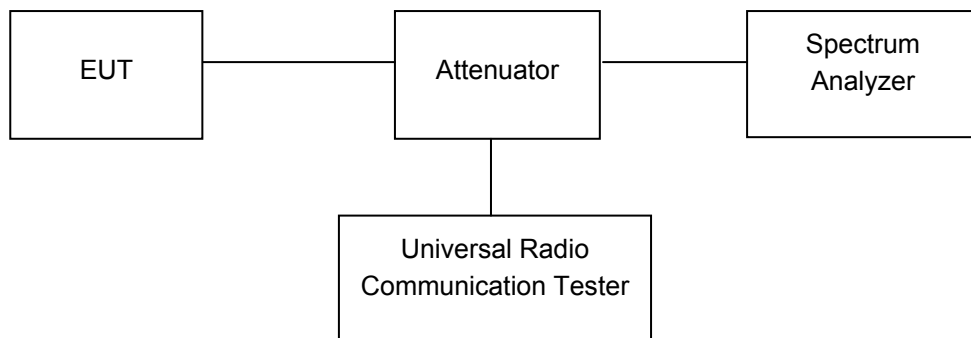 EUT
Attenuator
Spectrum
Analyzer
Universal Radio
Communication Tester